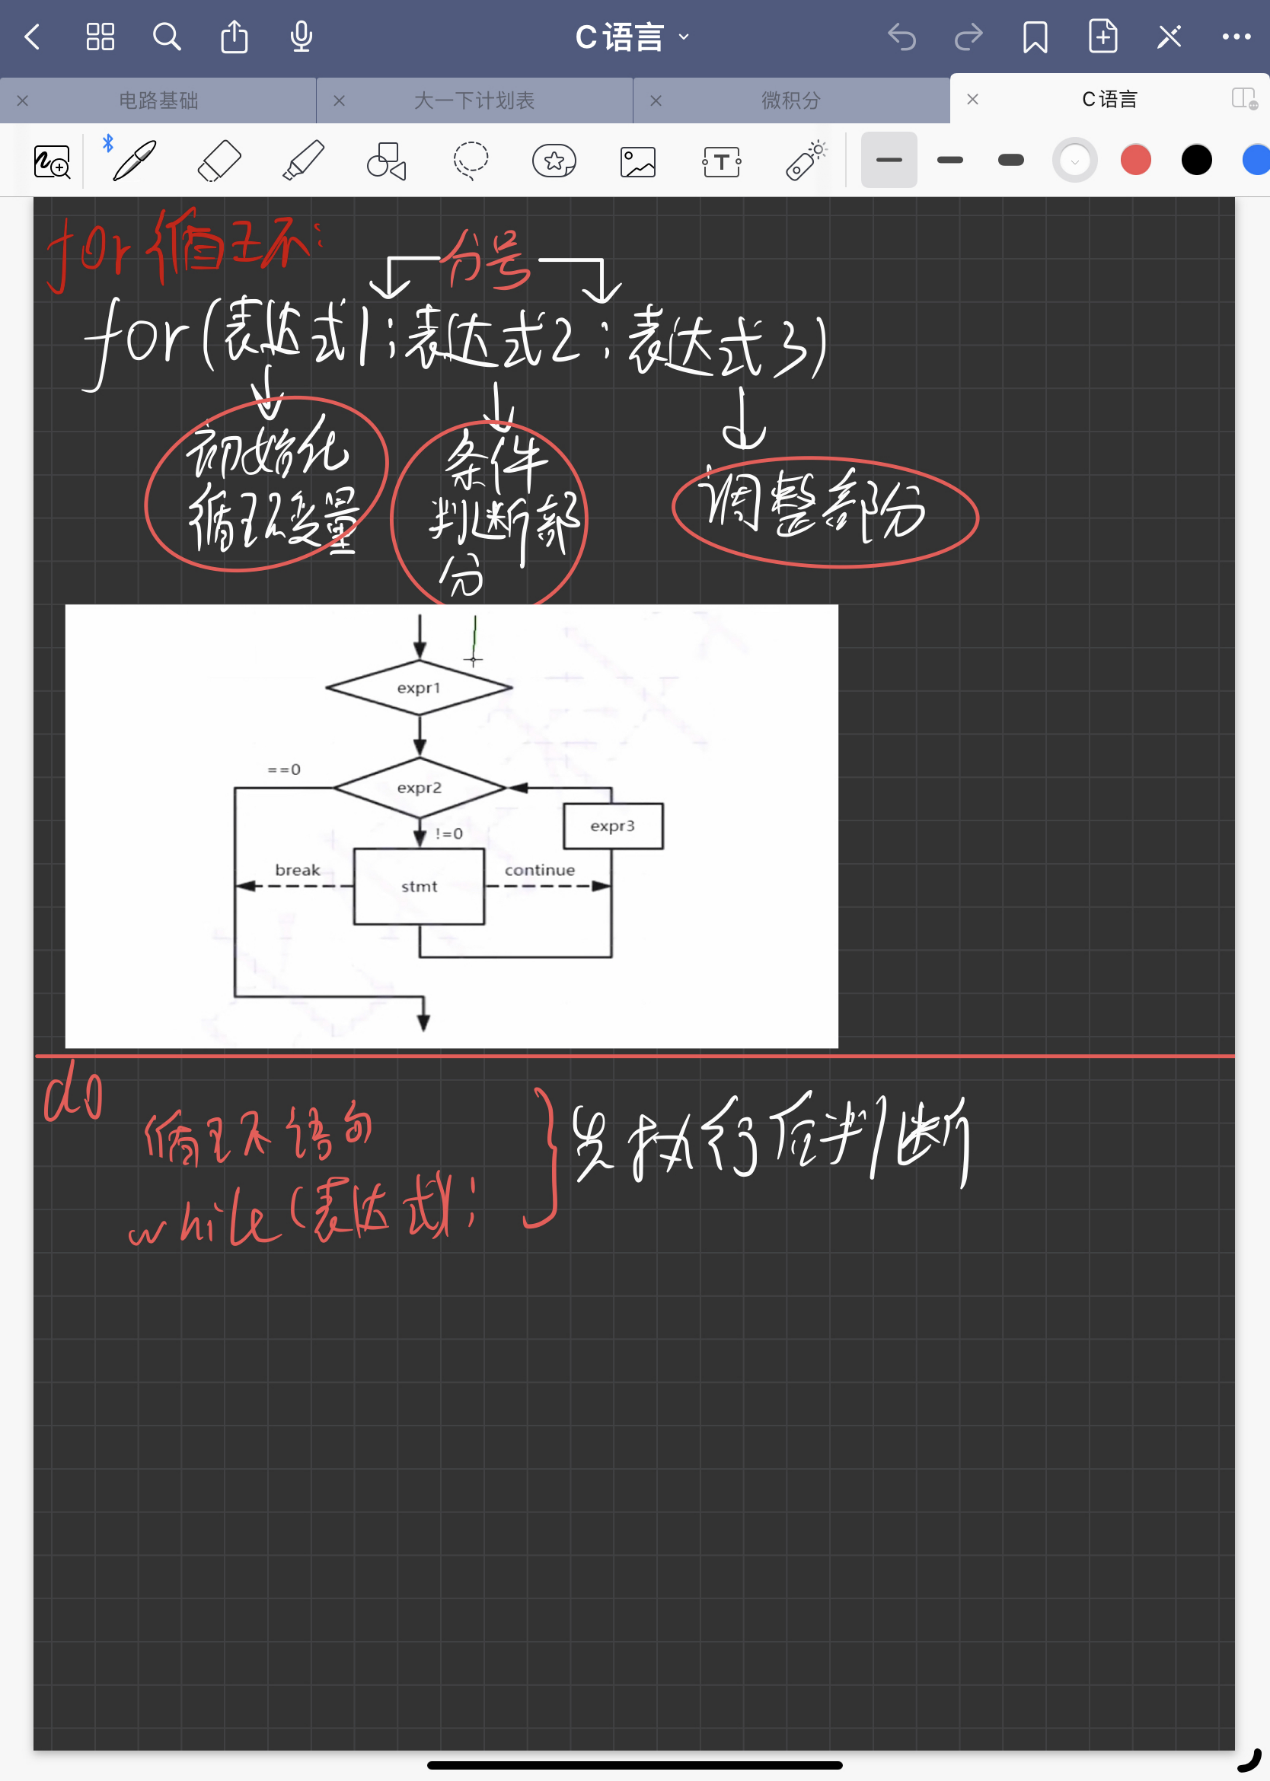 C 语言
电路基础
大一下计划表
微积分
C 语言
T
for循环:
分号
for(表达式1;表达式2;表达式3)
初始化
循环变量
条件
判断部
分
调整部分
expr1
==0
expr2
!=0
expr3
break
stmt
continue
do
循环语句
while(表达式);
先执行后判断